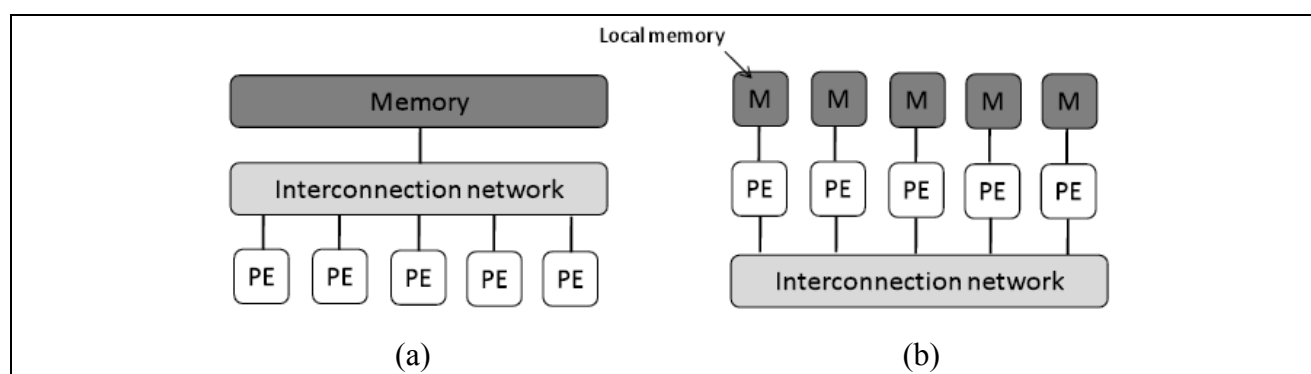 Local memory
Memory
Interconnection network
PE PE PE PE PE
(a)
M M M M M
PE PE PE PE PE
Interconnection network
(b)